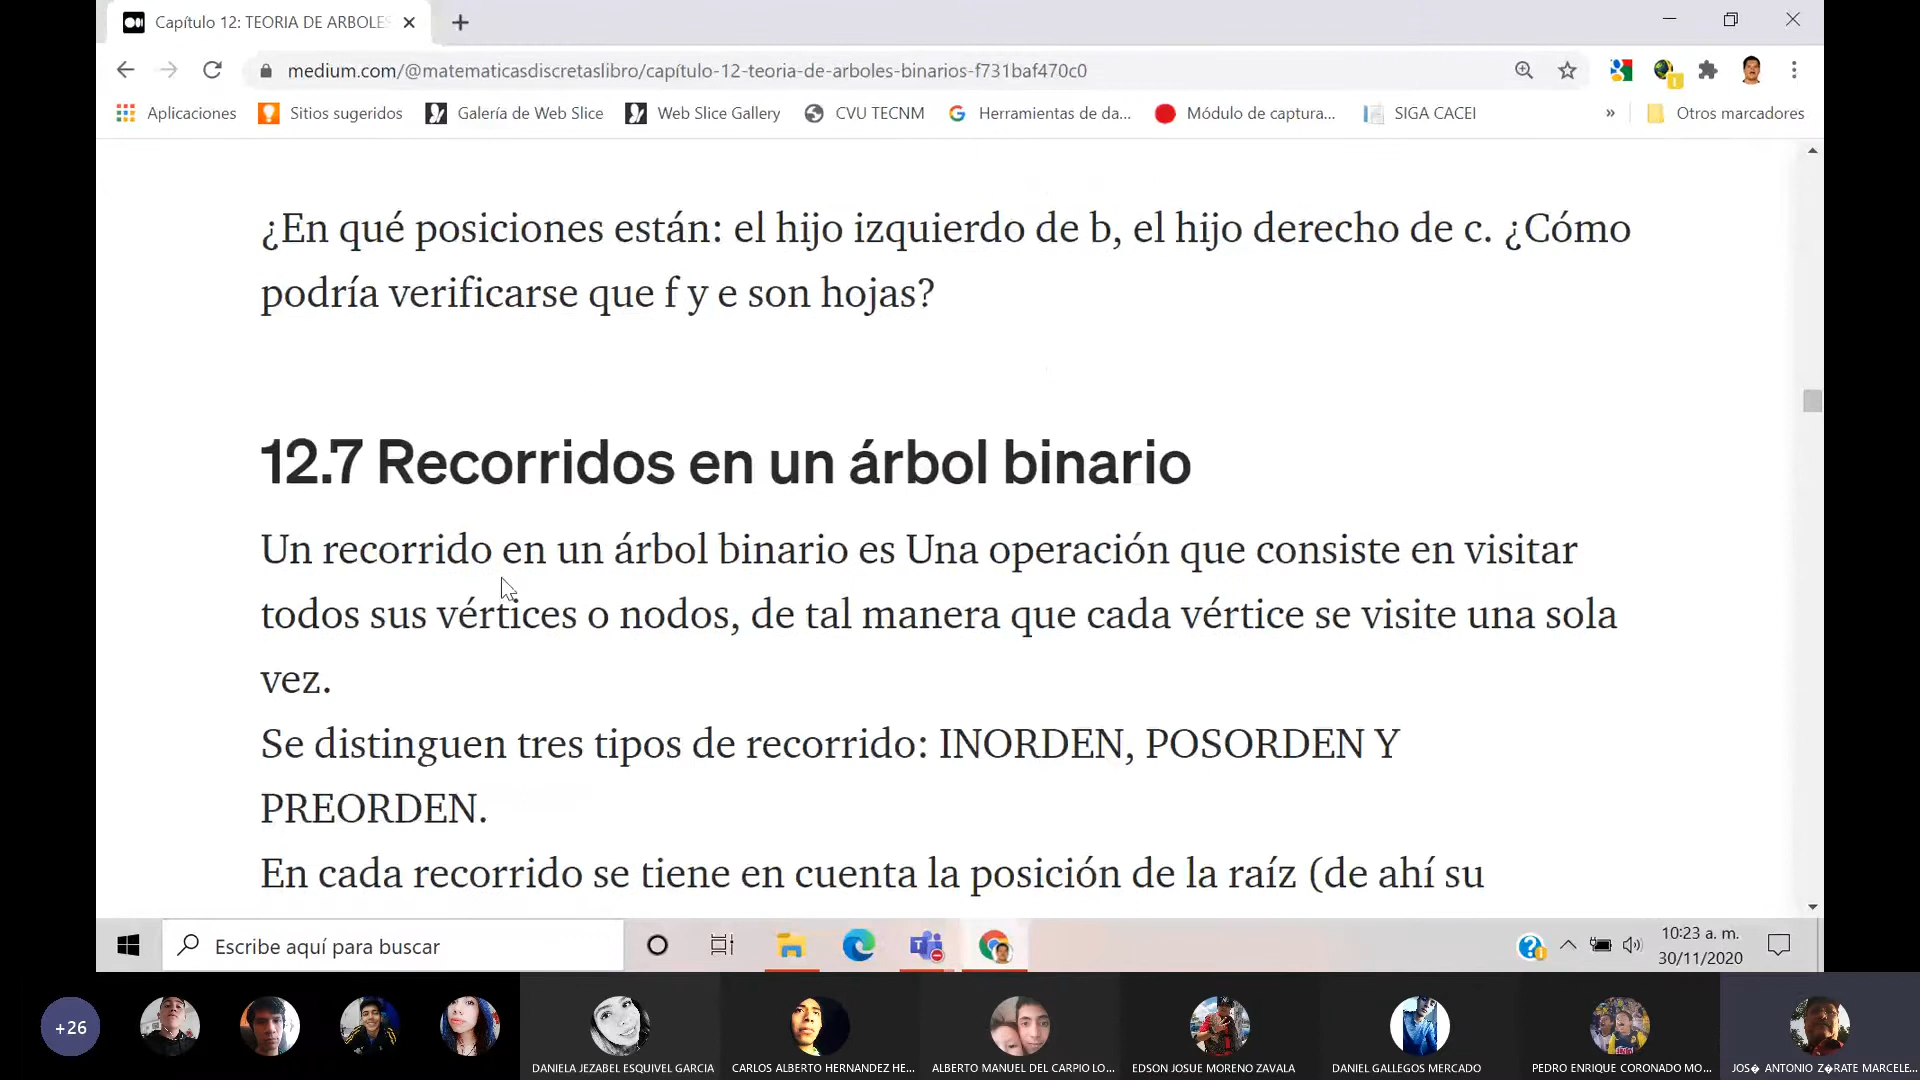 Capítulo 12: TEORIA DE ARBOLES
medium.com/@matematicasdiscretaslibro/capítulo-12-teoria-de-arboles-binarios-f731baf470c0
Aplicaciones Sitios sugeridos Galería de Web Slice Web Slice Gallery CVU TECNM Herramientas de da... Módulo de captura... SIGA CACEI » Otros marcadores
¿En qué posiciones están: el hijo izquierdo de b, el hijo derecho de c. ¿Cómo
podría verificarse que f y e son hojas?
12.7 Recorridos en un árbol binario
Un recorrido en un árbol binario es Una operación que consiste en visitar
todos sus vértices o nodos, de tal manera que cada vértice se visite una sola
vez.
Se distinguen tres tipos de recorrido: INORDEN, POSORDEN Y
PREORDEN.
En cada recorrido se tiene en cuenta la posición de la raíz (de ahí su
Escribe aquí para buscar
10:23 a. m.
30/11/2020
+26
DANIELA JEZABEL ESQUIVEL GARCIA CARLOS ALBERTO HERNANDEZ HE... ALBERTO MANUEL DEL CARPIO LO... EDSON JOSUE MORENO ZAVALA DANIEL GALLEGOS MERCADO PEDRO ENRIQUE CORONADO MO... JOS� ANTONIO Z�RATE MARCELE...